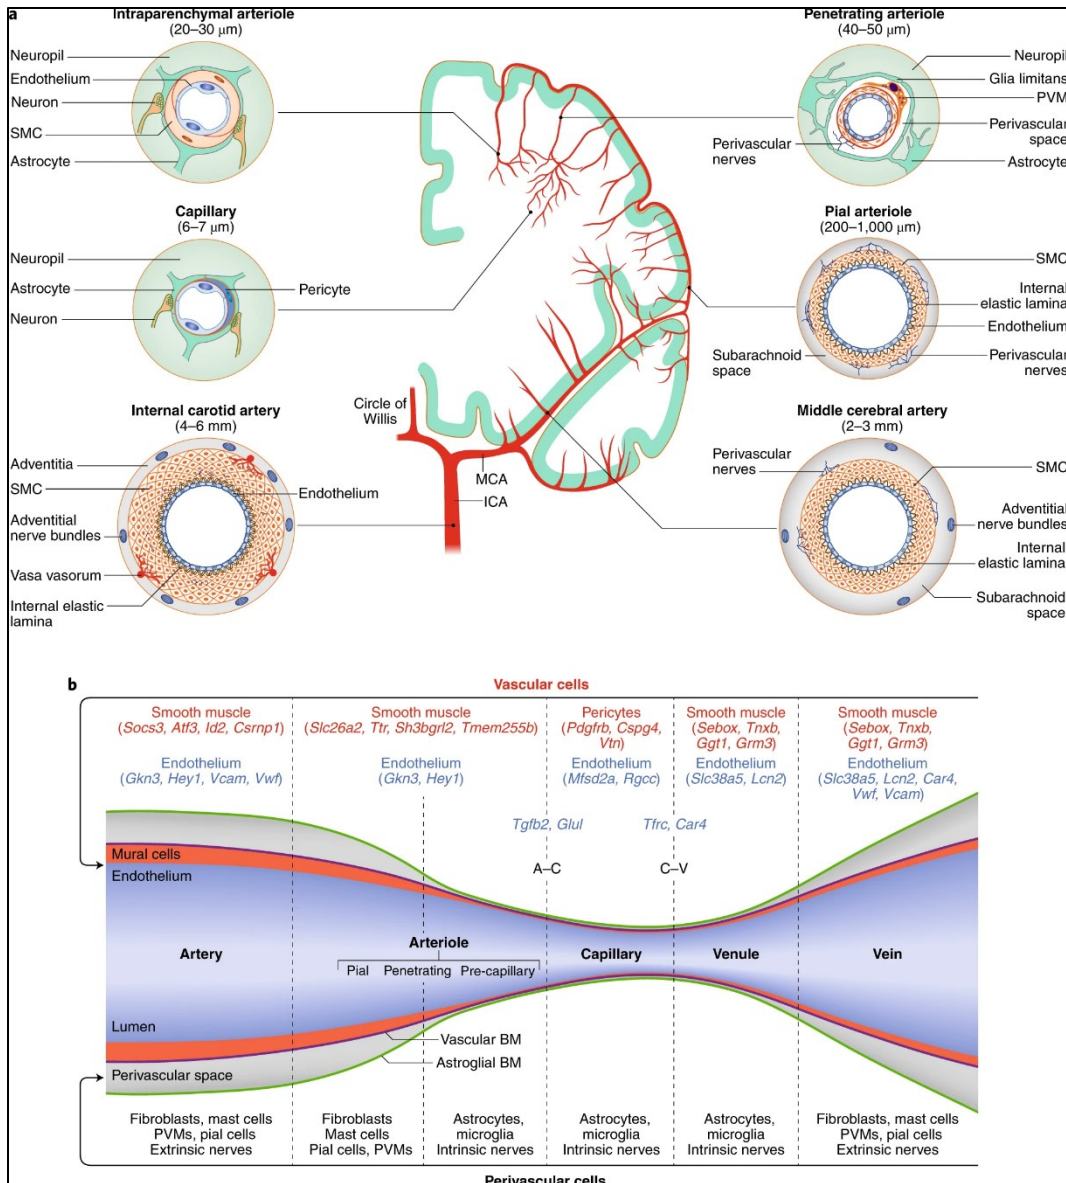 a
Intraparenchymal arteriole
(20–30 μm)
Neuropil
Endothelium
Neuron
SMC
Astrocyte
Penetrating arteriole
(40–50 μm)
Neuropil
Glia limitans
PVM
Perivascular
space
Astrocyte
Perivascular
nerves
Capillary
(6–7 μm)
Neuropil
Astrocyte
Neuron
Pericyte
Pial arteriole
(200–1,000 μm)
SMC
Internal
elastic lamina
Endothelium
Perivascular
nerves
Subarachnoid
space
Internal carotid artery
(4–6 mm)
Adventitia
SMC
Adventitial
nerve bundles
Vasa vasorum
Internal elastic
lamina
Endothelium
Circle of
Willis
MCA
ICA
Middle cerebral artery
(2–3 mm)
Perivascular
nerves
SMC
Adventitial
nerve bundles
Internal
elastic lamina
Subarachnoid
space
b
Vascular cells
Smooth muscle
(Socs3, Atf3, Id2, Csrnp1)
Endothelium
(Gkn3, Hey1, Vcam, Vwf)
Smooth muscle
(Slc26a2, Ttr, Sh3bgrl2, Tmem255b)
Endothelium
(Gkn3, Hey1)
Pericytes
(Pdgfrb, Cspg4,
Vtn)
Endothelium
(Mfsd2a, Rgcc)
Smooth muscle
(Sebox, Tnxb,
Ggt1, Grm3)
Endothelium
(Slc38a5, Lcn2)
Smooth muscle
(Sebox, Tnxb,
Ggt1, Grm3)
Endothelium
(Slc38a5, Lcn2, Car4,
Vwf, Vcam)
Tgfb2, Glul
Tfrc, Car4
A–C
C–V
Mural cells
Endothelium
Artery
Arteriole
Pial Penetrating Pre-capillary
Capillary
Venule
Vein
Lumen
Vascular BM
Astroglial BM
Perivascular space
Fibroblasts, mast cells
PVMs, pial cells
Extrinsic nerves
Fibroblasts
Mast cells
Pial cells, PVMs
Astrocytes,
microglia
Intrinsic nerves
Astrocytes,
microglia
Intrinsic nerves
Astrocytes,
microglia
Intrinsic nerves
Fibroblasts, mast cells
PVMs, pial cells
Extrinsic nerves
Perivascular cells